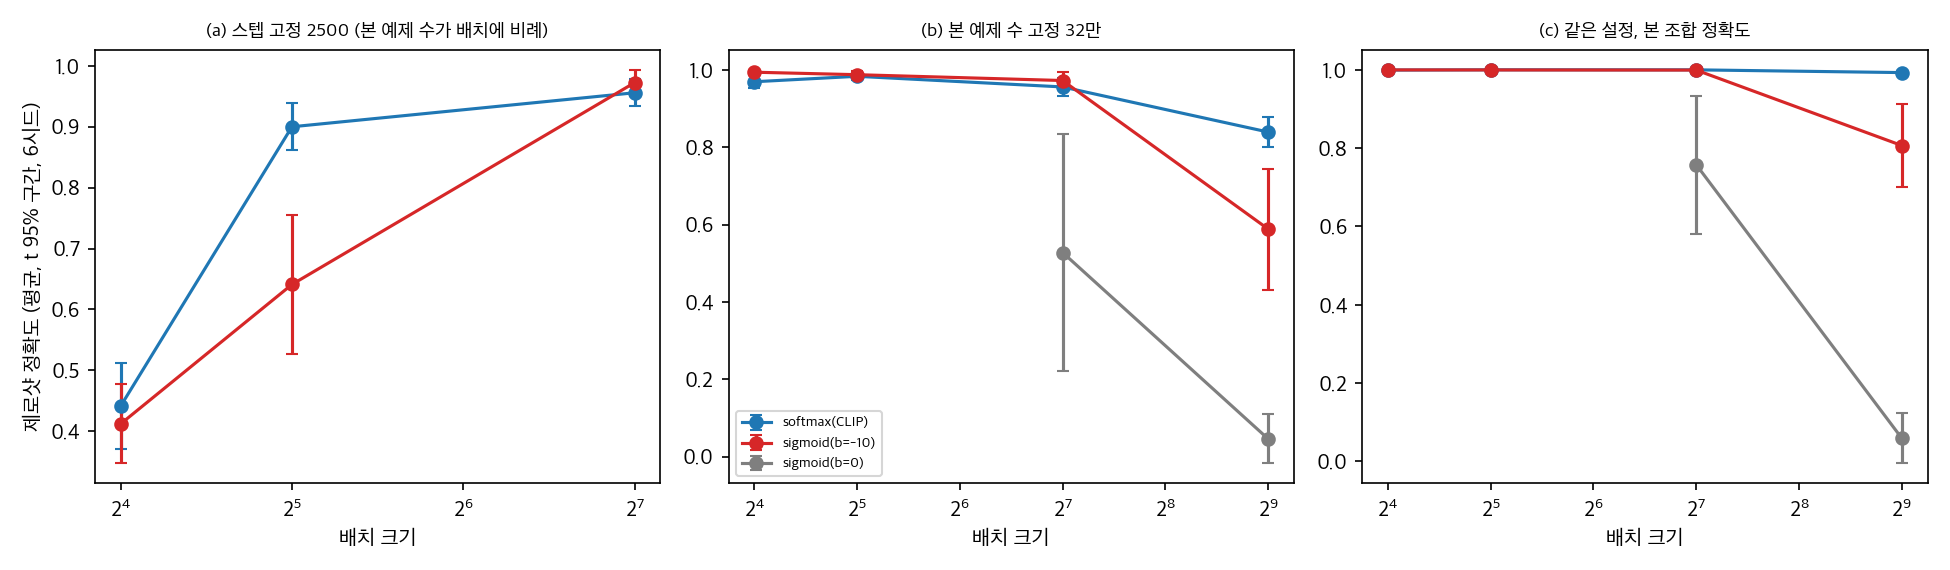 (a) 스텝 고정 2500 (본 예제 수가 배치에 비례)
제로샷 정확도 (평균, t 95% 구간, 6시드)
1.0
0.9
0.8
0.7
0.6
0.5
0.4
2⁴ 2⁵ 2⁶ 2⁷
배치 크기
(b) 본 예제 수 고정 32만
1.0
0.8
0.6
0.4
0.2
0.0
softmax(CLIP)
sigmoid(b=-10)
sigmoid(b=0)
2⁴ 2⁵ 2⁶ 2⁷ 2⁸ 2⁹
배치 크기
(c) 같은 설정, 본 조합 정확도
1.0
0.8
0.6
0.4
0.2
0.0
2⁴ 2⁵ 2⁶ 2⁷ 2⁸ 2⁹
배치 크기